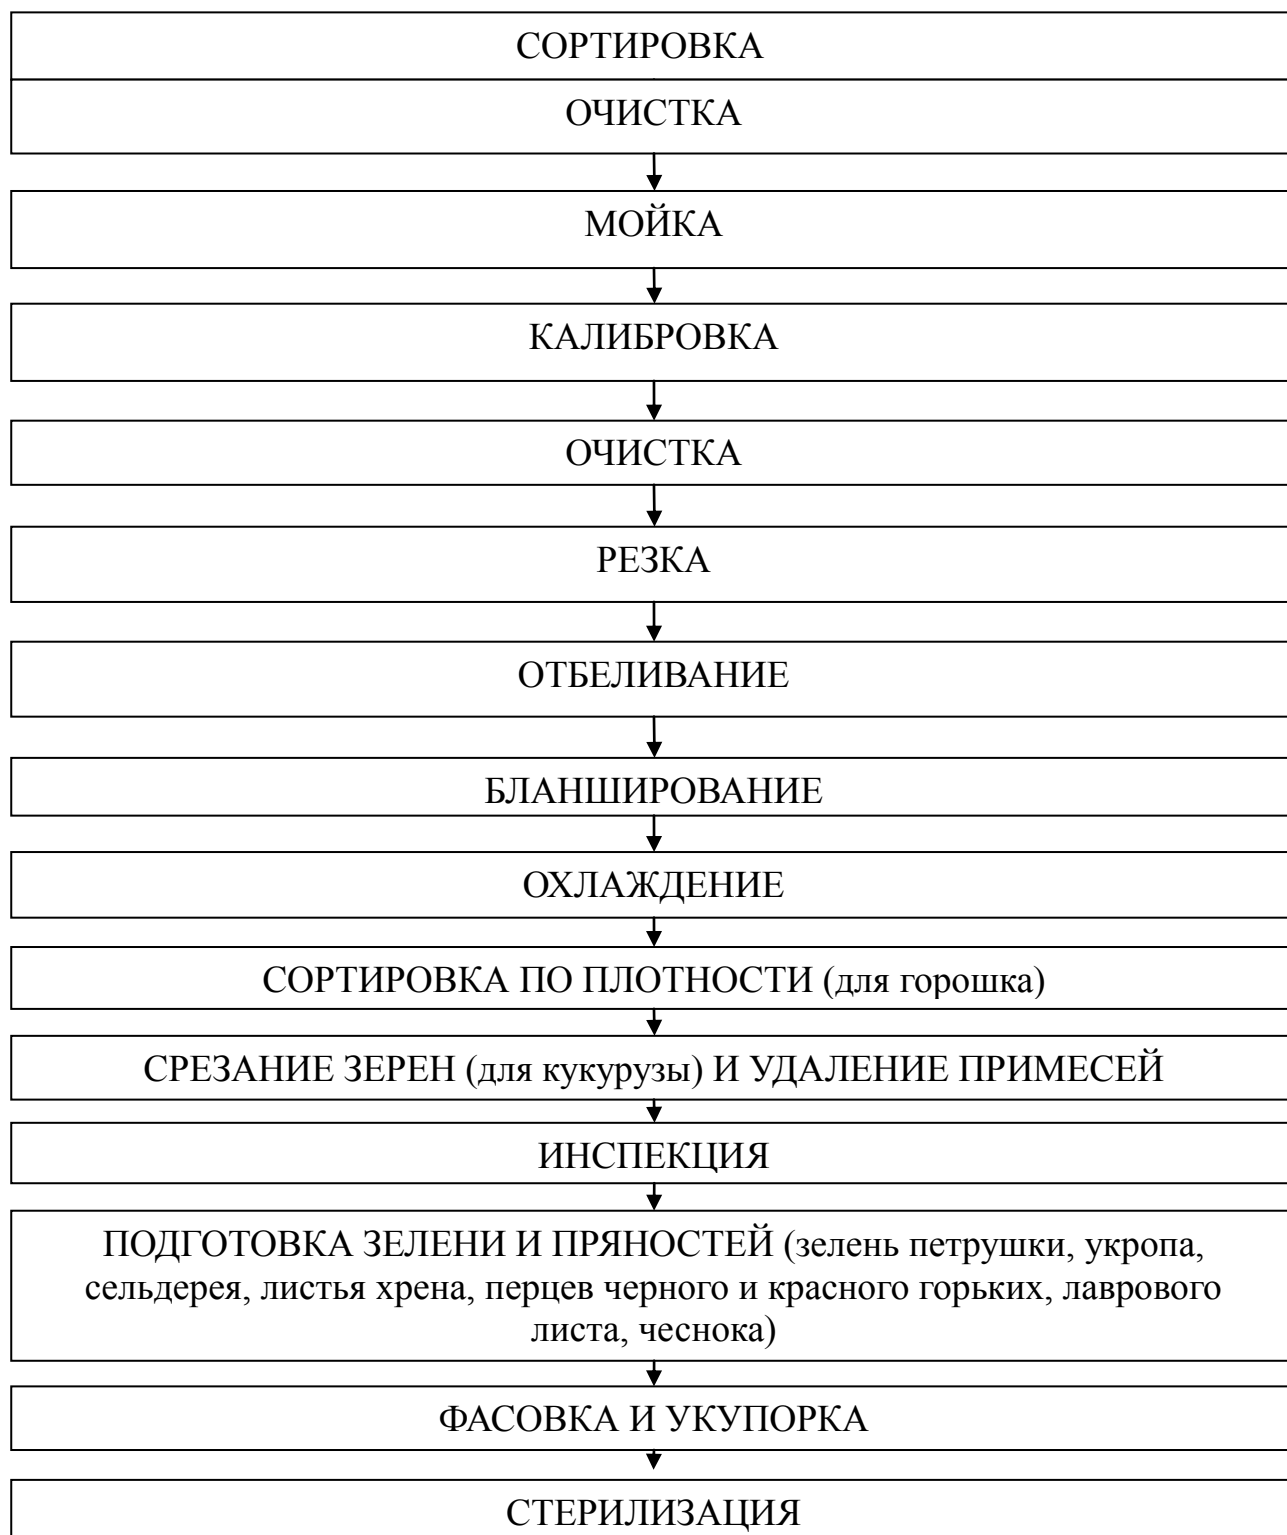 СОРТИРОВКА
ОЧИСТКА
МОЙКА
КАЛИБРОВКА
ОЧИСТКА
РЕЗКА
ОТБЕЛИВАНИЕ
БЛАНШИРОВАНИЕ
ОХЛАЖДЕНИЕ
СОРТИРОВКА ПО ПЛОТНОСТИ (для горошка)
СРЕЗАНИЕ ЗЕРЕН (для кукурузы) И УДАЛЕНИЕ ПРИМЕСЕЙ
ИНСПЕКЦИЯ
ПОДГОТОВКА ЗЕЛЕНИ И ПРЯНОСТЕЙ (зелень петрушки, укропа,
сельдерея, листья хрена, перцев черного и красного горьких, лаврового
листа, чеснока)
ФАСОВКА И УКУПОРКА
СТЕРИЛИЗАЦИЯ